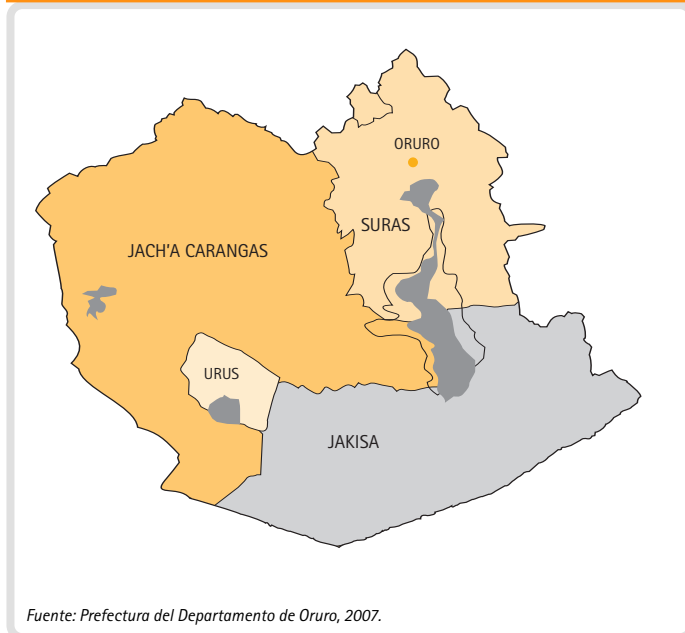 ORURO
SURAS
JACH'A CARANGAS
URUS
JAKISA
Fuente: Prefectura del Departamento de Oruro, 2007.